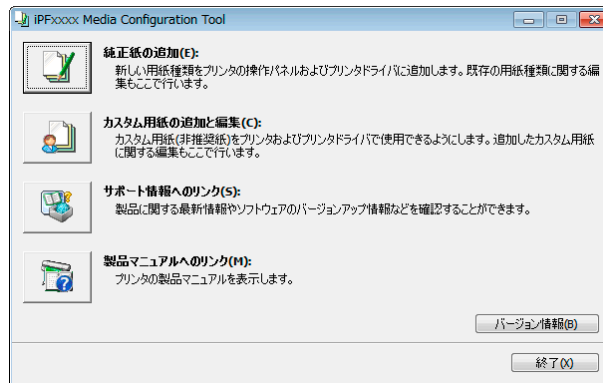 iPFxxxx Media Configuration Tool
純正紙の追加(E):
新しい用紙種類をプリンタの操作パネルおよびプリンタドライバに追加します。既存の用紙種類に関する編
集もここで行います。
カスタム用紙の追加と編集(C):
カスタム用紙(非推奨紙)をプリンタおよびプリンタドライバで使用できるようにします。追加したカスタム用紙
に関する編集もここで行います。
サポート情報へのリンク(S):
製品に関する最新情報やソフトウェアのバージョンアップ情報などを確認することができます。
製品マニュアルへのリンク(M):
プリンタの製品マニュアルを表示します。
バージョン情報(B)
終了(X)